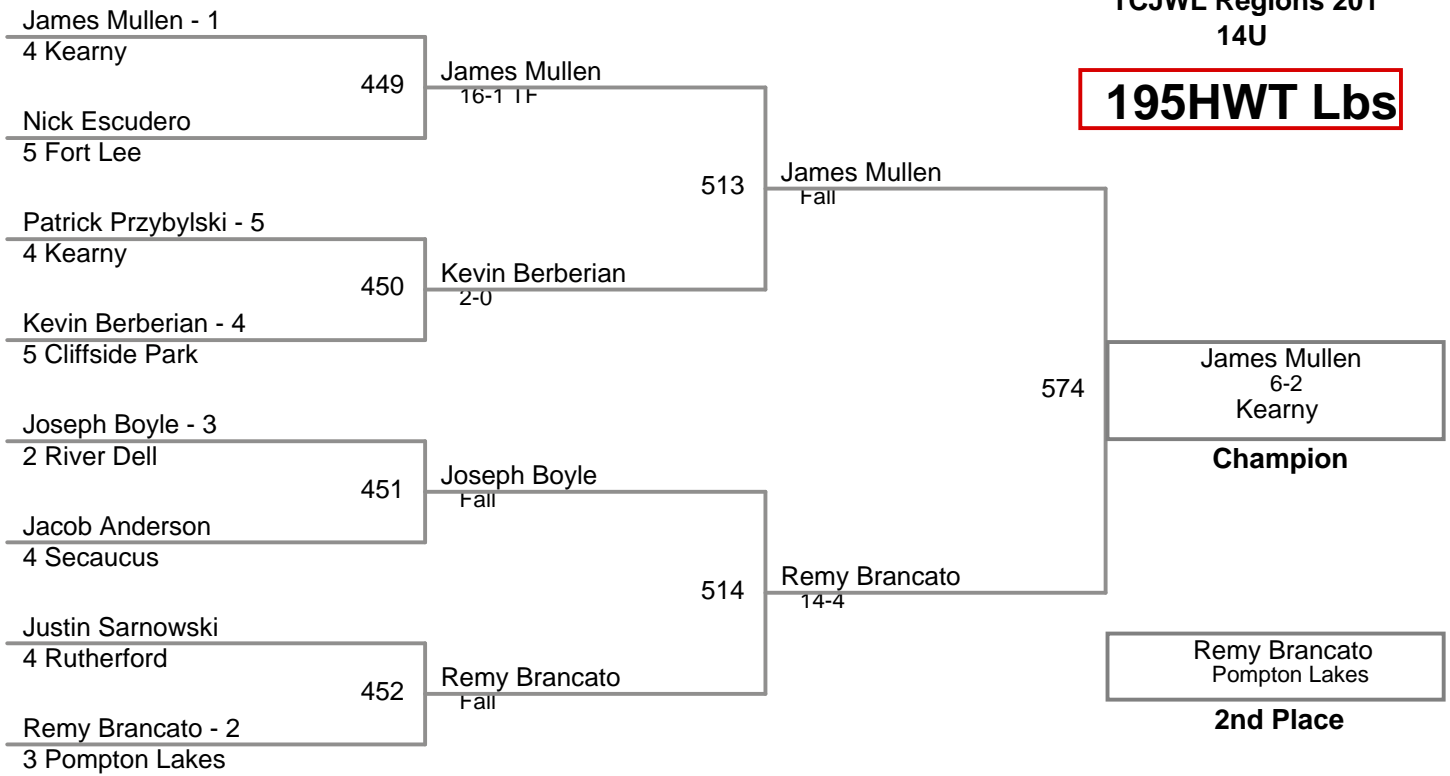 TCJWL Regions 201
14U
195HWT Lbs
James Mullen - 1
4 Kearny
449
Nick Escudero
5 Fort Lee
Patrick Przybylski - 5
4 Kearny
450
Kevin Berberian - 4
5 Cliffside Park
Joseph Boyle - 3
2 River Dell
451
Jacob Anderson
4 Secaucus
Justin Sarnowski
4 Rutherford
452
Remy Brancato - 2
3 Pompton Lakes
James Mullen
16-1 TF
513
Kevin Berberian
2-0
Joseph Boyle
Fall
514
Remy Brancato
Fall
James Mullen
Fall
574
Remy Brancato
14-4
James Mullen
6-2
Kearny
Champion
Remy Brancato
Pompton Lakes
2nd Place